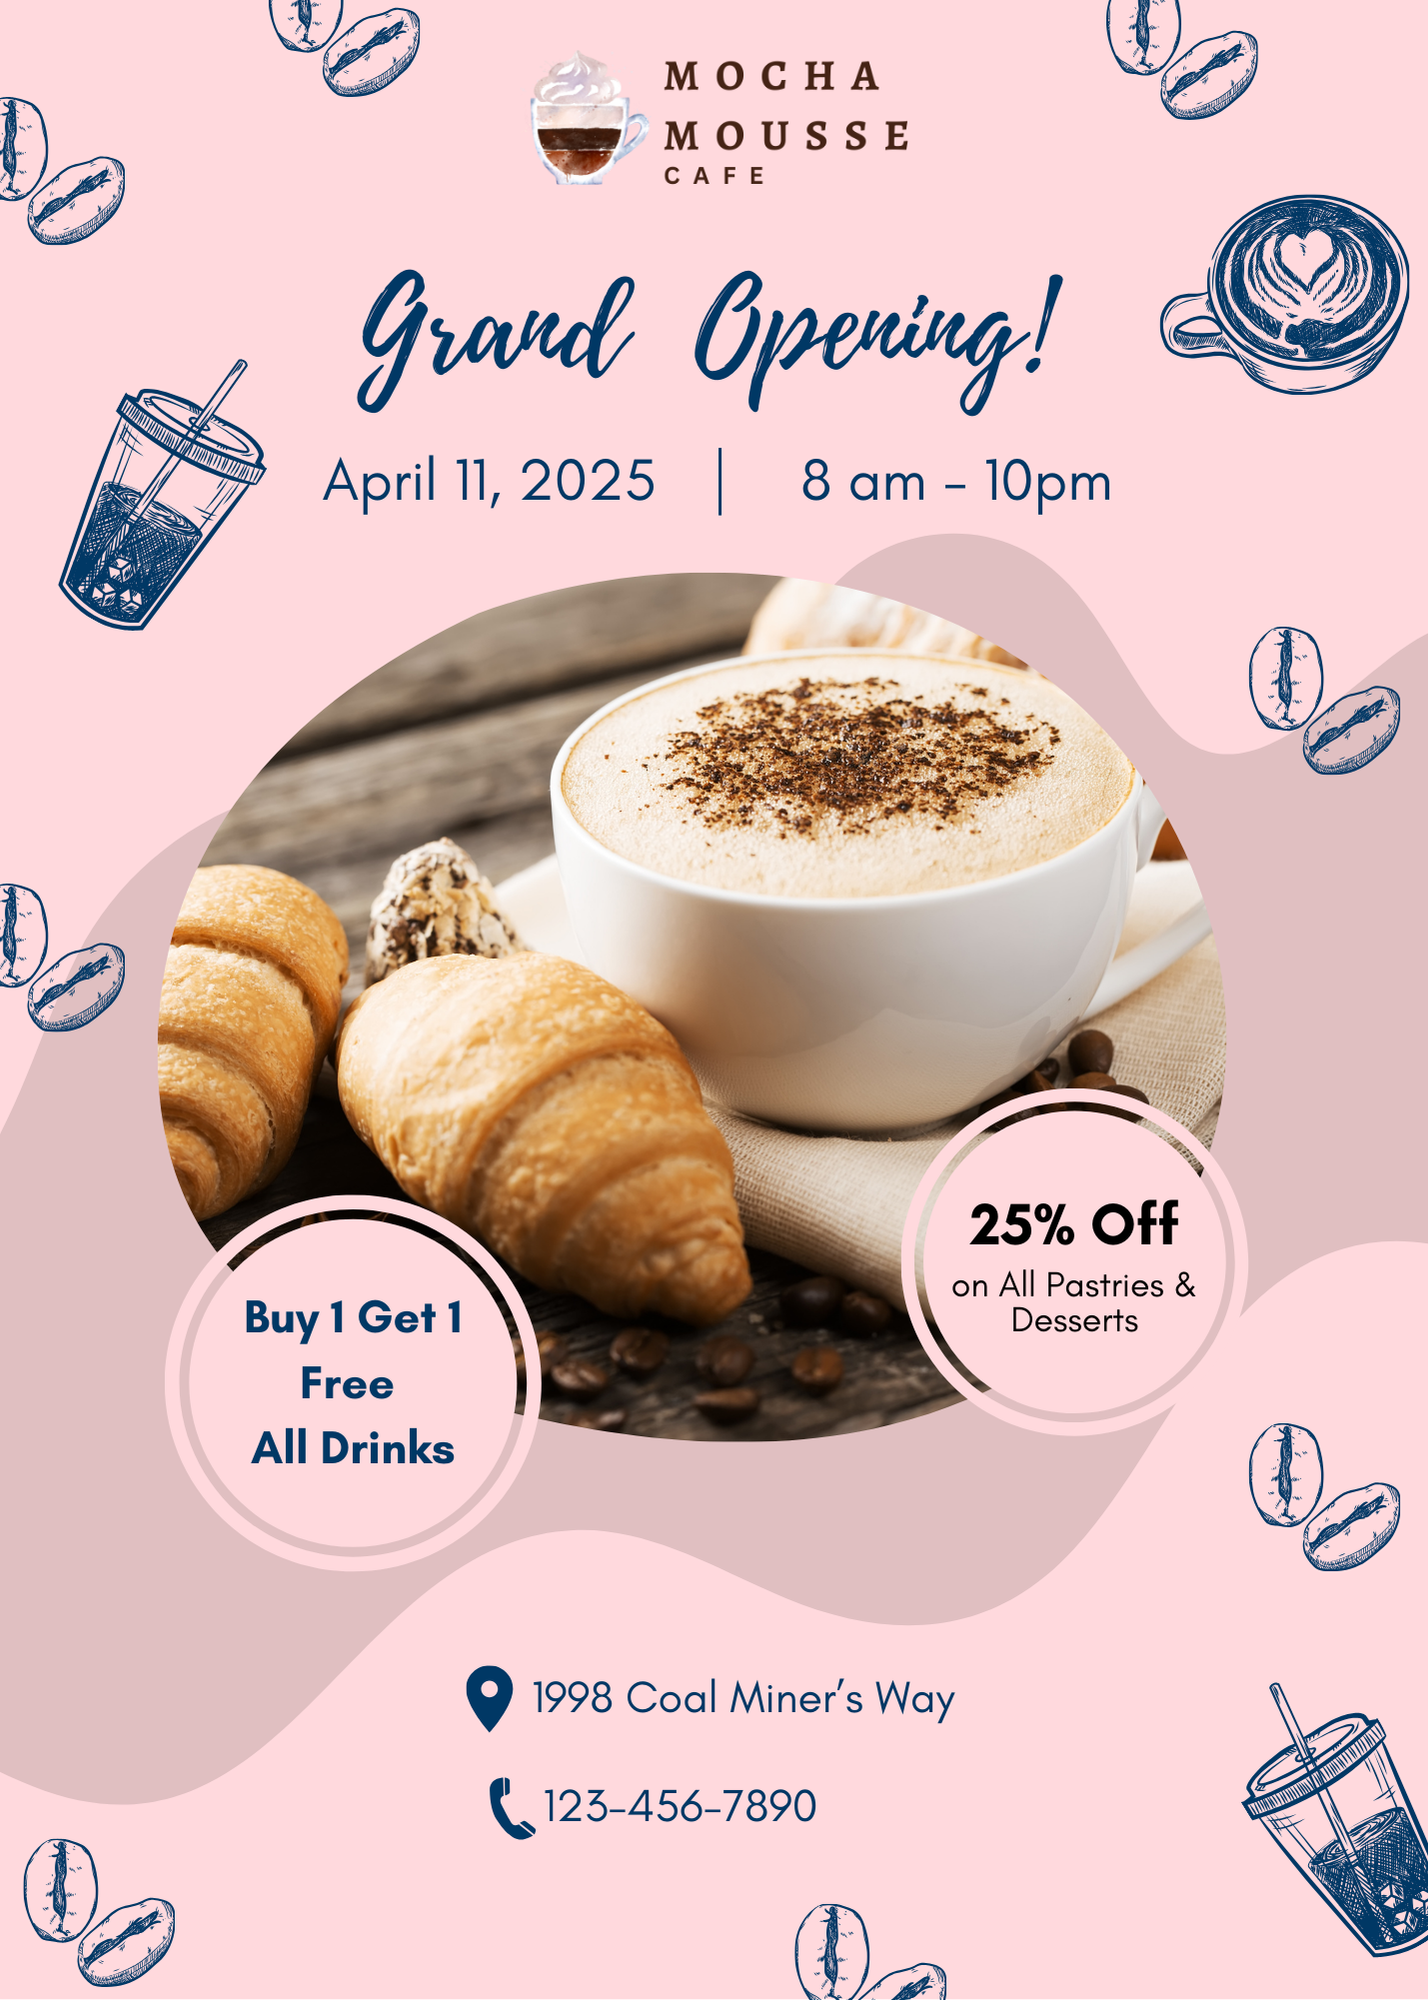 MOCHA
MOUSSE
CAFE
Grand Opening!
April 11, 2025 | 8 am - 10pm
25% Off
on All Pastries &
Desserts
Buy 1 Get 1
Free
All Drinks
1998 Coal Miner's Way
123-456-7890